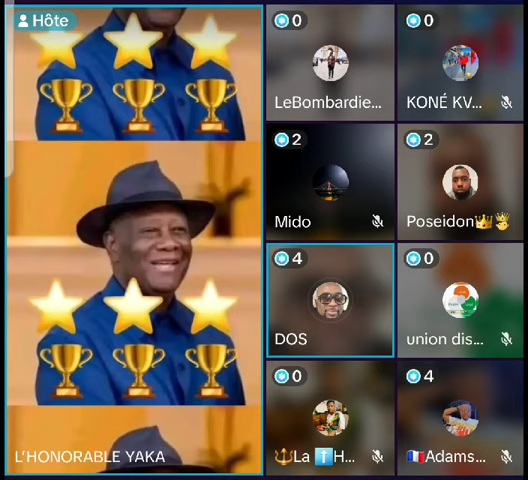 Hôte
L'HONORABLE YAKA
0
LeBombardie...
0
KONÉ KV...
2
Mido
2
Poseidon👑🤴
4
DOS
0
union dis...
0
🔱La ⬆️H...
4
🇫🇷Adams...